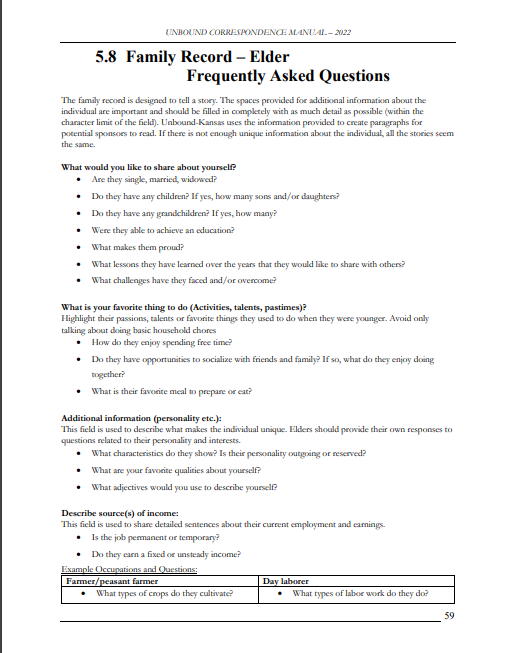 UNBOUND CORRESPONDENCE MANUAL – 2022
5.8 Family Record – Elder
Frequently Asked Questions
The family record is designed to tell a story. The spaces provided for additional information about the
individual are important and should be filled in completely with as much detail as possible (within the
character limit of the field). Unbound-Kansas uses the information provided to create paragraphs for
potential sponsors to read. If there is not enough unique information about the individual, all the stories seem
the same.
What would you like to share about yourself?
• Are they single, married, widowed?
• Do they have any children? If yes, how many sons and/or daughters?
• Do they have any grandchildren? If yes, how many?
• Were they able to achieve an education?
• What makes them proud?
• What lessons they have learned over the years that they would like to share with others?
• What challenges have they faced and/or overcome?
What is your favorite thing to do (Activities, talents, pastimes)?
Highlight their passions, talents or favorite things they used to do when they were younger. Avoid only
talking about doing basic household chores
• How do they enjoy spending free time?
• Do they have opportunities to socialize with friends and family? If so, what do they enjoy doing
together?
• What is their favorite meal to prepare or eat?
Additional information (personality etc.):
This field is used to describe what makes the individual unique. Elders should provide their own responses to
questions related to their personality and interests.
• What characteristics do they show? Is their personality outgoing or reserved?
• What are your favorite qualities about yourself?
• What adjectives would you use to describe yourself?
Describe source(s) of income:
This field is used to share detailed sentences about their current employment and earnings.
• Is the job permanent or temporary?
• Do they earn a fixed or unsteady income?
Example Occupations and Questions:
Farmer/peasant farmer
• What types of crops do they cultivate?
Day laborer
• What types of labor work do they do?
59